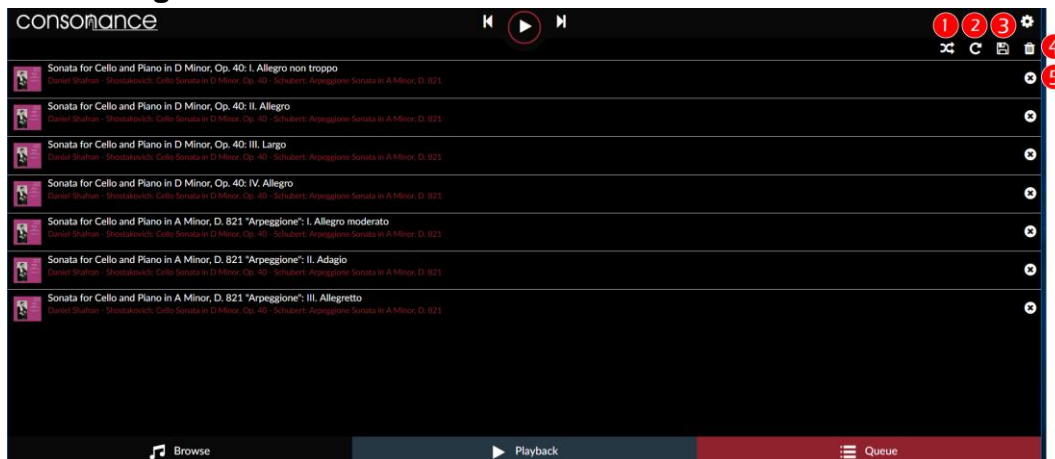 consonance
1 2 3
4
Sonata for Cello and Piano in D Minor, Op. 40: I. Allegro non troppo
5
Daniel Shafran - Shostakovich: Cello Sonata in D Minor, Op. 40 - Schubert: Arpeggione Sonata in A Minor, D. 821
Sonata for Cello and Piano in D Minor, Op. 40: II. Allegro
Daniel Shafran - Shostakovich: Cello Sonata in D Minor, Op. 40 - Schubert: Arpeggione Sonata in A Minor, D. 821
Sonata for Cello and Piano in D Minor, Op. 40: III. Largo
Daniel Shafran - Shostakovich: Cello Sonata in D Minor, Op. 40 - Schubert: Arpeggione Sonata in A Minor, D. 821
Sonata for Cello and Piano in D Minor, Op. 40: IV. Allegro
Daniel Shafran - Shostakovich: Cello Sonata in D Minor, Op. 40 - Schubert: Arpeggione Sonata in A Minor, D. 821
Sonata for Cello and Piano in A Minor, D. 821 "Arpeggione": I. Allegro moderato
Daniel Shafran - Shostakovich: Cello Sonata in D Minor, Op. 40 - Schubert: Arpeggione Sonata in A Minor, D. 821
Sonata for Cello and Piano in A Minor, D. 821 "Arpeggione": II. Adagio
Daniel Shafran - Shostakovich: Cello Sonata in D Minor, Op. 40 - Schubert: Arpeggione Sonata in A Minor, D. 821
Sonata for Cello and Piano in A Minor, D. 821 "Arpeggione": III. Allegretto
Daniel Shafran - Shostakovich: Cello Sonata in D Minor, Op. 40 - Schubert: Arpeggione Sonata in A Minor, D. 821
Browse Playback Queue